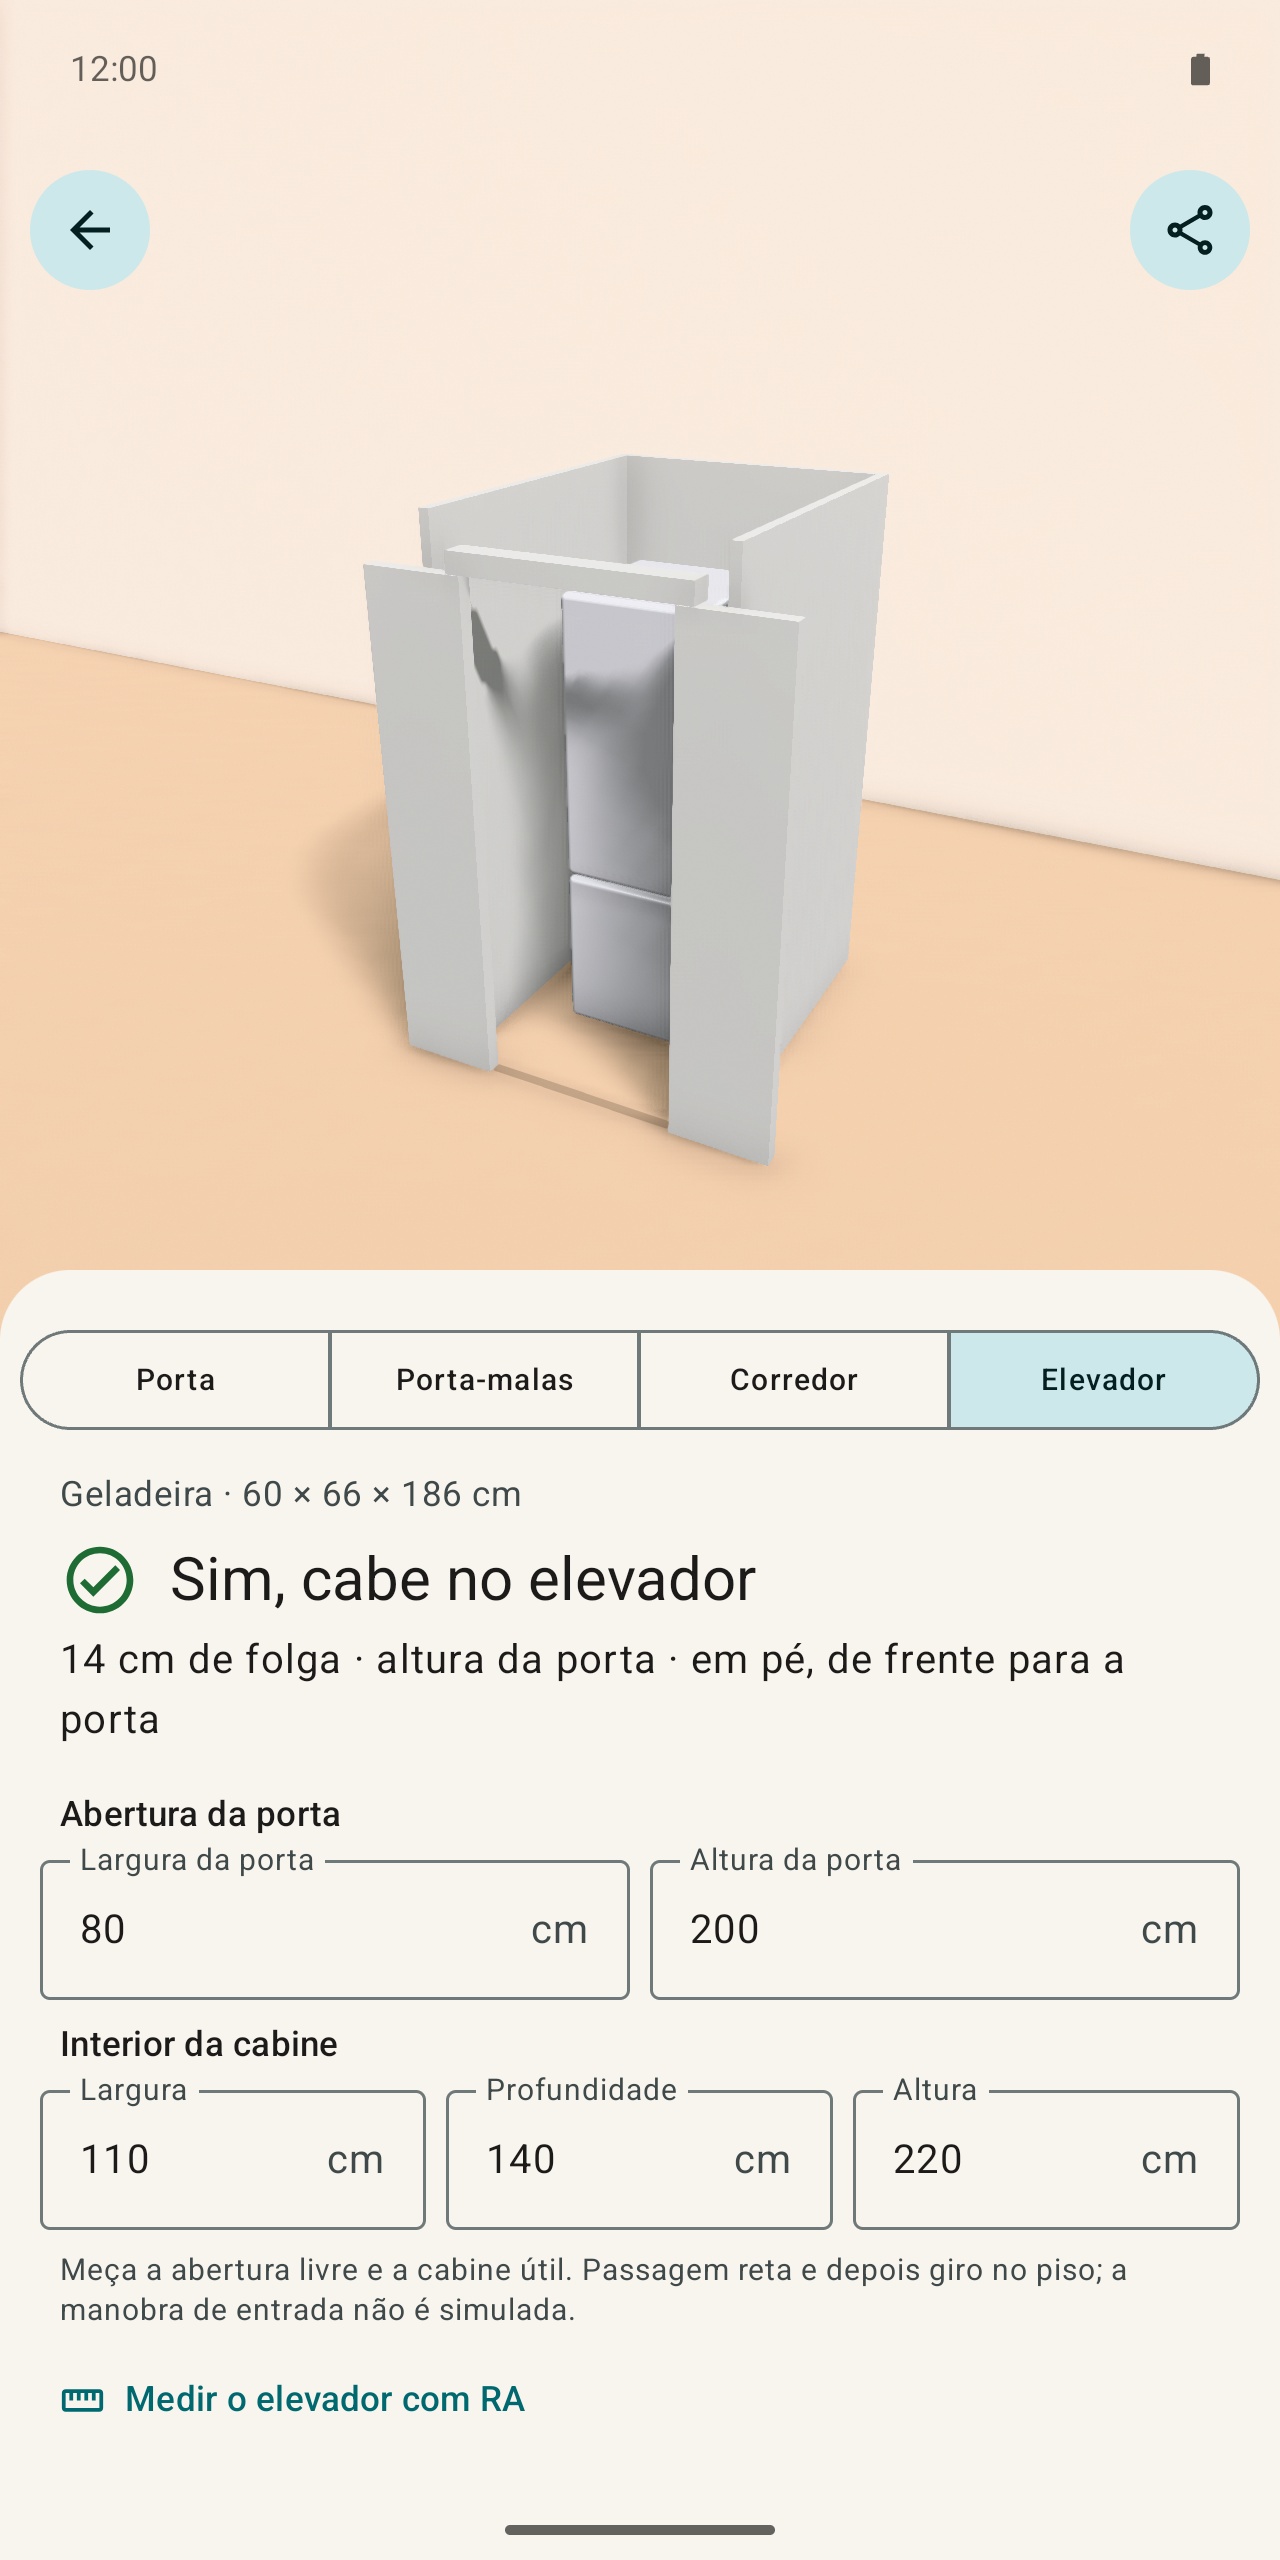 12:00
Porta
Porta-malas
Corredor
Elevador
Geladeira · 60 × 66 × 186 cm
Sim, cabe no elevador
14 cm de folga · altura da porta · em pé, de frente para a
porta
Abertura da porta
Largura da porta
80 cm
Altura da porta
200 cm
Interior da cabine
Largura
110 cm
Profundidade
140 cm
Altura
220 cm
Meça a abertura livre e a cabine útil. Passagem reta e depois giro no piso; a
manobra de entrada não é simulada.
Medir o elevador com RA